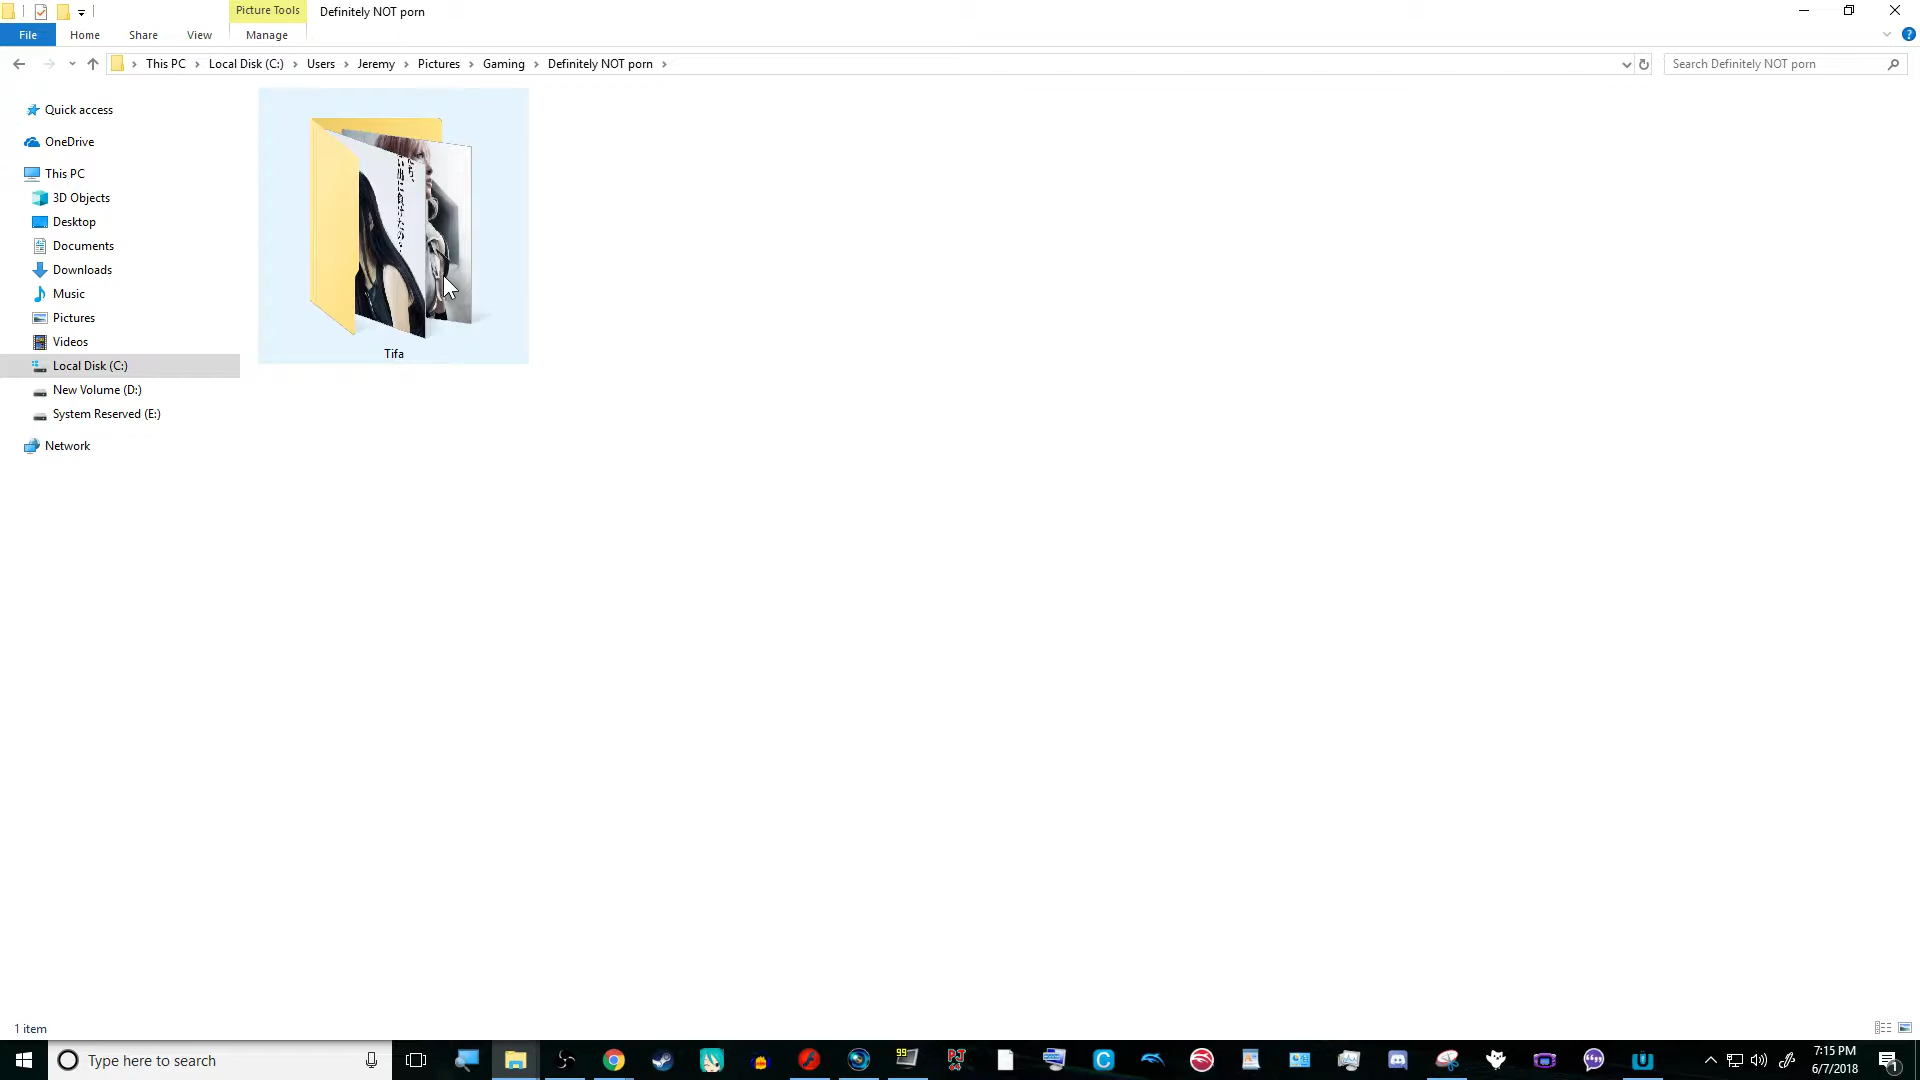 Picture Tools
Definitely NOT porn
File
Home
Share
View
Manage
This PC
Local Disk (C:)
Users
Jeremy
Pictures
Gaming
Definitely NOT porn
Search Definitely NOT porn
Quick access
OneDrive
This PC
3D Objects
Desktop
Documents
Downloads
Music
Pictures
Videos
Local Disk (C:)
New Volume (D:)
System Reserved (E:)
Network
Tifa
1 item
Type here to search
99
7:15 PM
6/7/2018
1